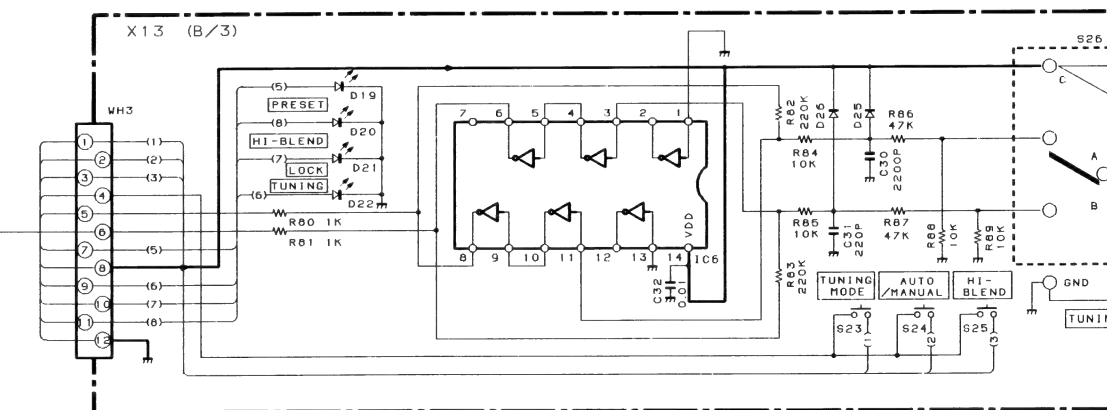 X13 (B/3)
S26
WH3
(5)
D19
PRESET
(8)
D20
HI-BLEND
(7)
D21
LOCK
TUNING
(6)
D22
1
2
3
4
5
6
7
8
9
10
11
12
(1)
(2)
(3)
(5)
(6)
(7)
(8)
R80 1K
R81 1K
7
6
5
4
3
2
1
8
9
10
11
12
13
14
VDD
IC6
C32
0.01
R82
220K
D26
D25
R86
47K
R84
10K
C30
2200P
R85
10K
C31
220P
R87
47K
R88
10K
R89
10K
R83
220K
C
A
B
GND
TUNING
MODE
AUTO
/MANUAL
HI-
BLEND
S23
S24
S25
1
2
3
TUNIN